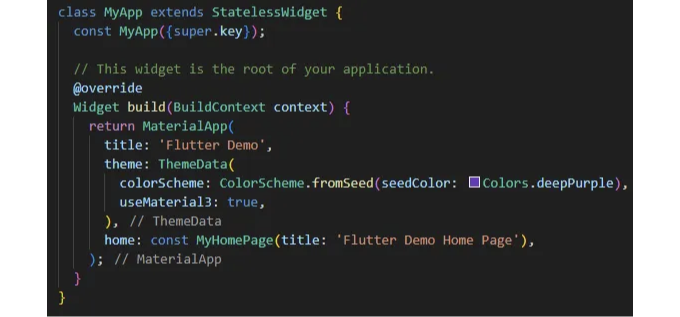 class MyApp extends StatelessWidget {
const MyApp({super.key});
// This widget is the root of your application.
@override
Widget build(BuildContext context) {
return MaterialApp(
title: 'Flutter Demo',
theme: ThemeData(
colorScheme: ColorScheme.fromSeed(seedColor: Colors.deepPurple),
useMaterial3: true,
), // ThemeData
home: const MyHomePage(title: 'Flutter Demo Home Page'),
); // MaterialApp
}
}